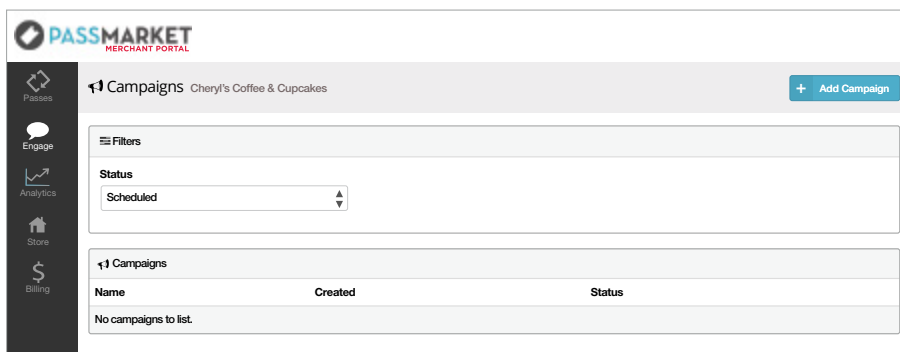 PASSMARKET
MERCHANT PORTAL
Passes
Engage
Analytics
Store
Billing
Campaigns Cheryl's Coffee & Cupcakes
+ Add Campaign
Filters
Status
Scheduled
Campaigns
Name Created Status
No campaigns to list.